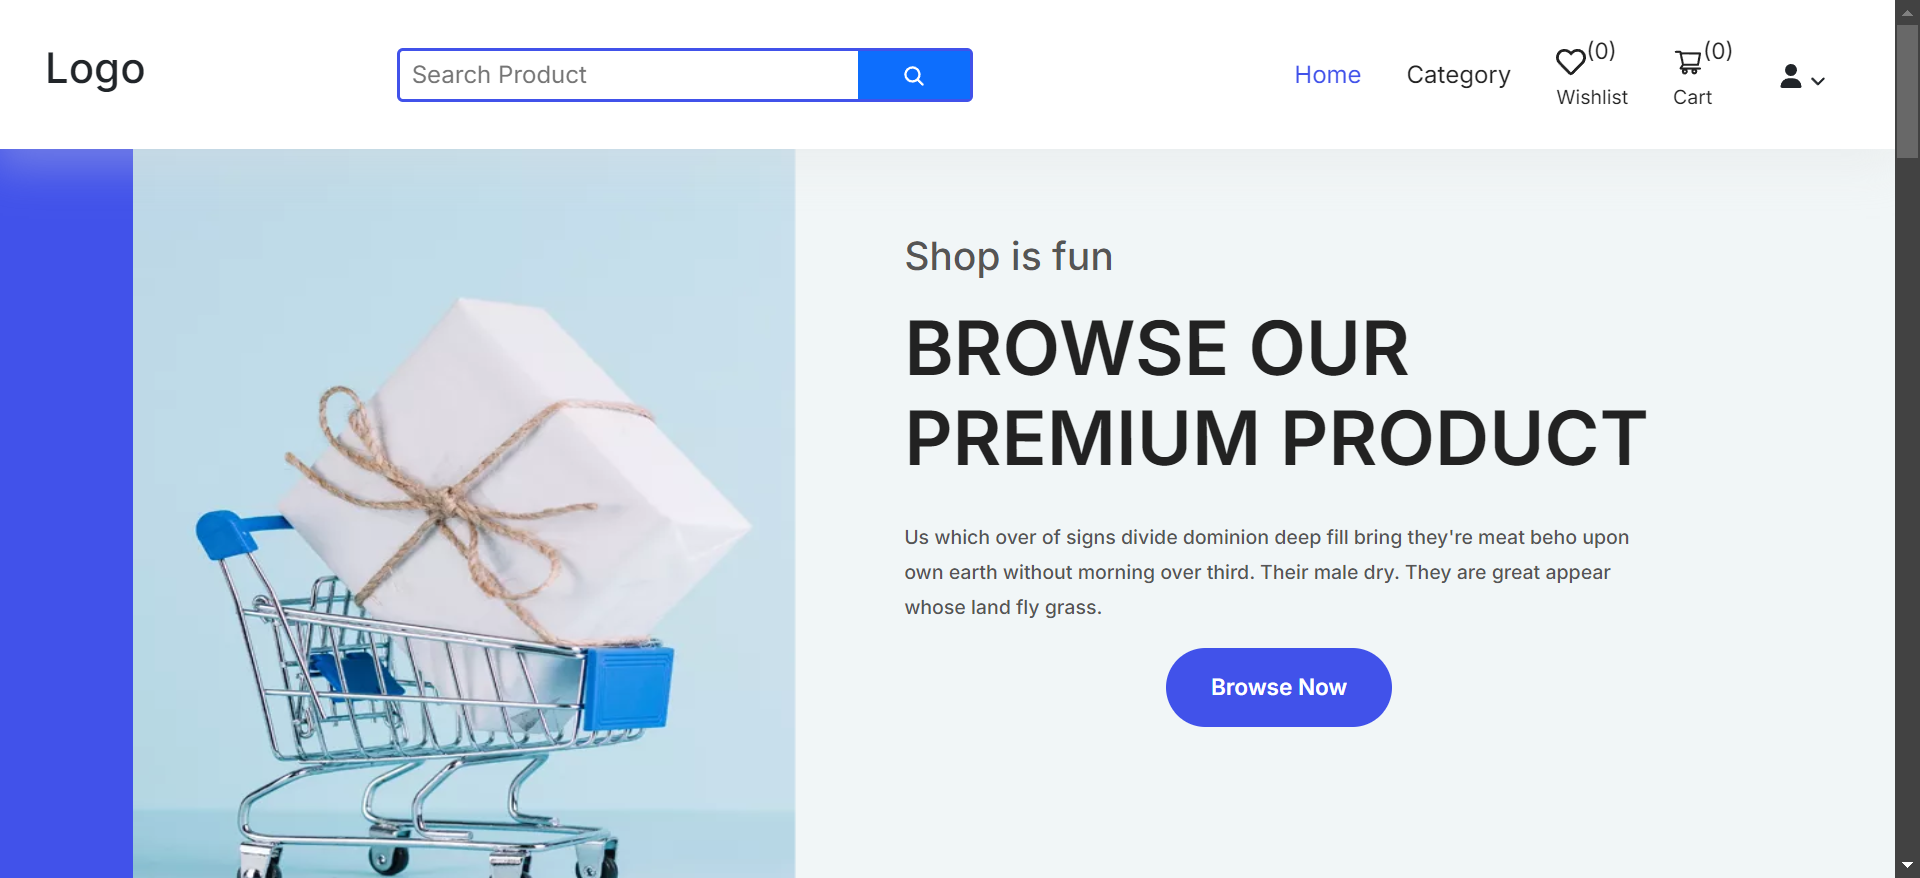 Logo
Search Product
Home
Category
(0)
Wishlist
(0)
Cart
Shop is fun
BROWSE OUR
PREMIUM PRODUCT
Us which over of signs divide dominion deep fill bring they're meat beho upon
own earth without morning over third. Their male dry. They are great appear
whose land fly grass.
Browse Now